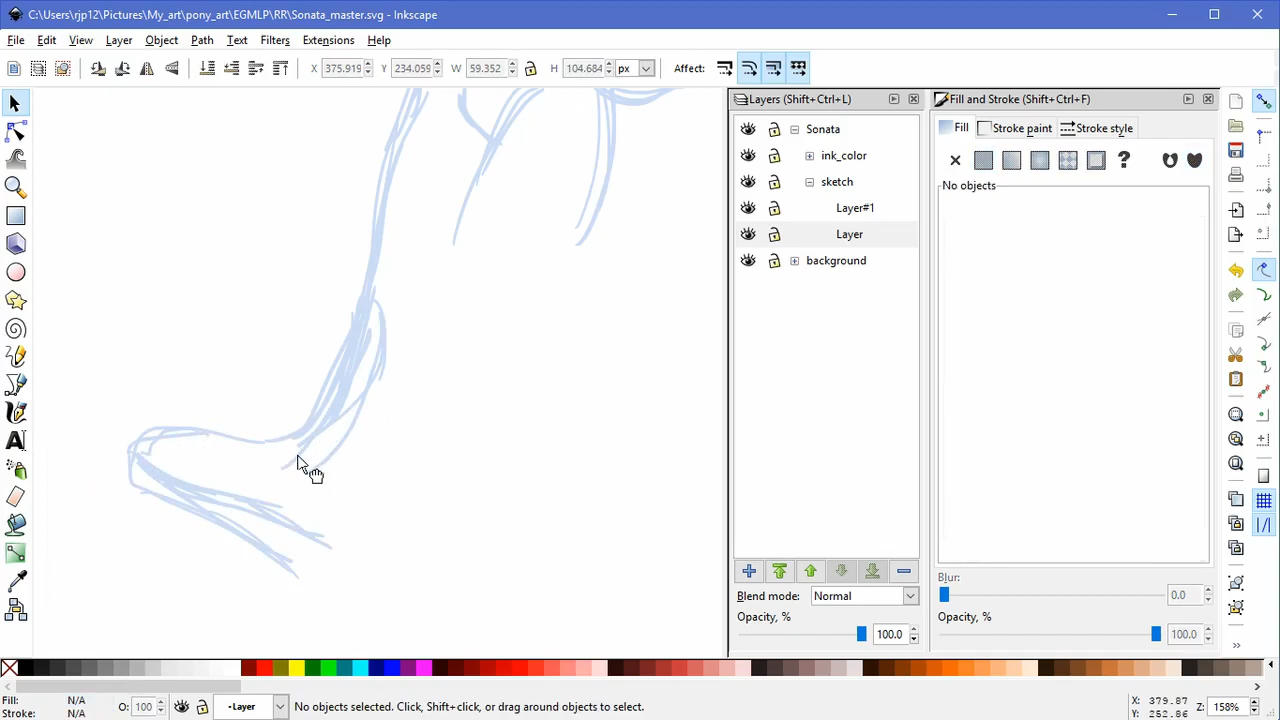 C:\Users\rjp12\Pictures\My_art\pony_art\EGMLP\RR\Sonata_master.svg - Inkscape
File Edit View Layer Object Path Filters Text Extensions Help
X 375.919 Y 234.059 W 59.352 H 104.684 px Affect:
Layers (Shift+Ctrl+L)
Fill and Stroke (Shift+Ctrl+F)
Sonata
ink_color
sketch
Layer#1
Layer
background
Fill Stroke paint Stroke style
?
No objects
Blend mode: Normal
Opacity, %
100.0
Blur:
0.0
Opacity, %
100.0
Fill: N/A
Stroke: N/A
O: 100
-Layer
No objects selected. Click, Shift+click, or drag around objects to select.
X: 379.87
Y: 252.86
Z: 158%